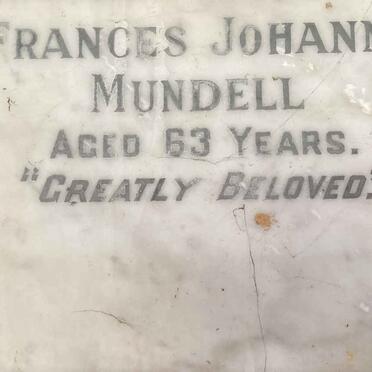 FRANCES JOHANN
MUNDELL
AGED 63 YEARS.
"GREATLY BELOVED".